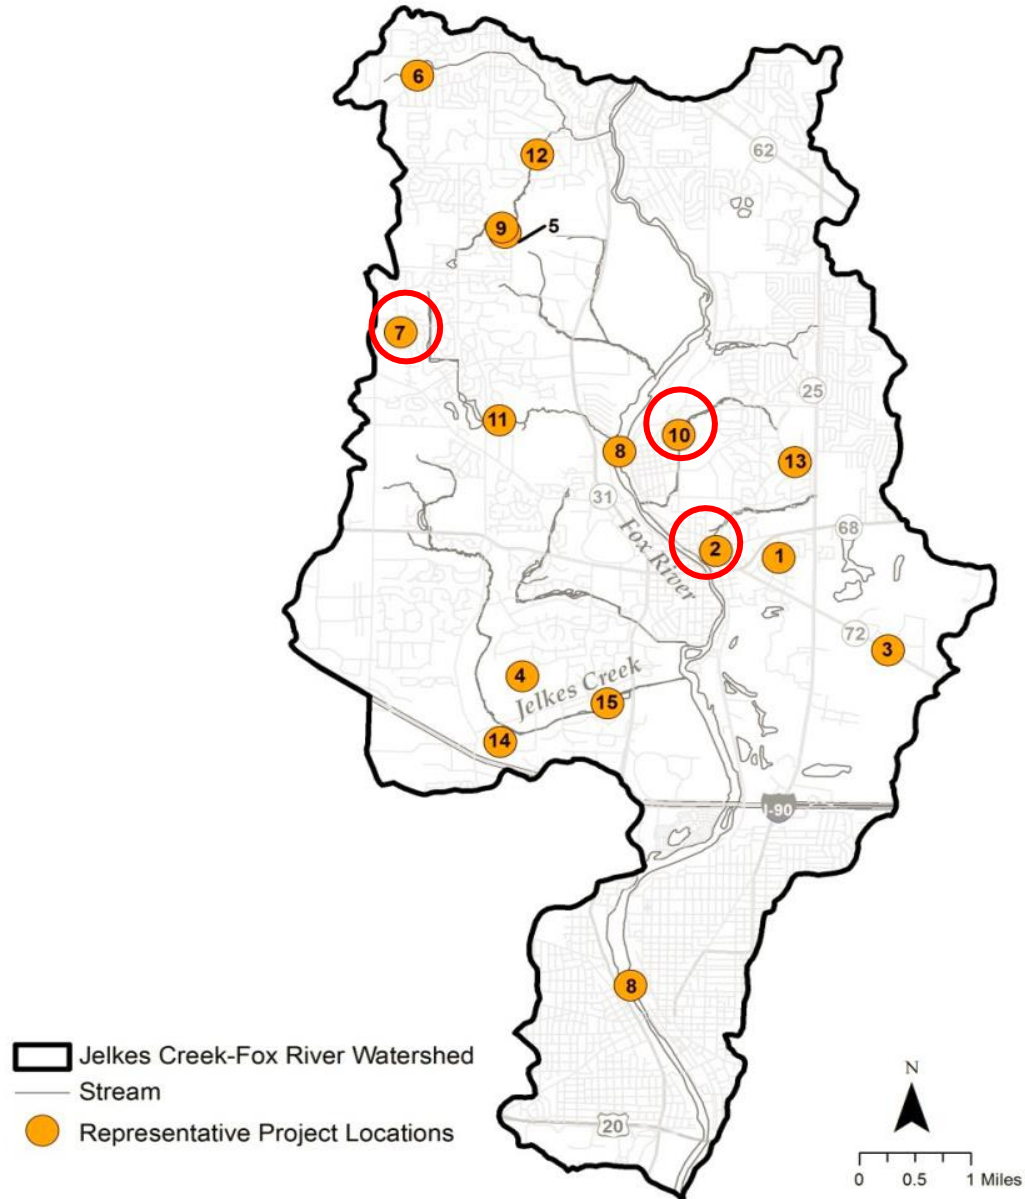 6
62
12
9
5
7
25
11
10
8
13
31
68
Fox River
2
1
72
3
4
Jelkes Creek
15
14
I-90
8
20
Jelkes Creek-Fox River Watershed
Stream
Representative Project Locations
N
0 0.5 1 Miles